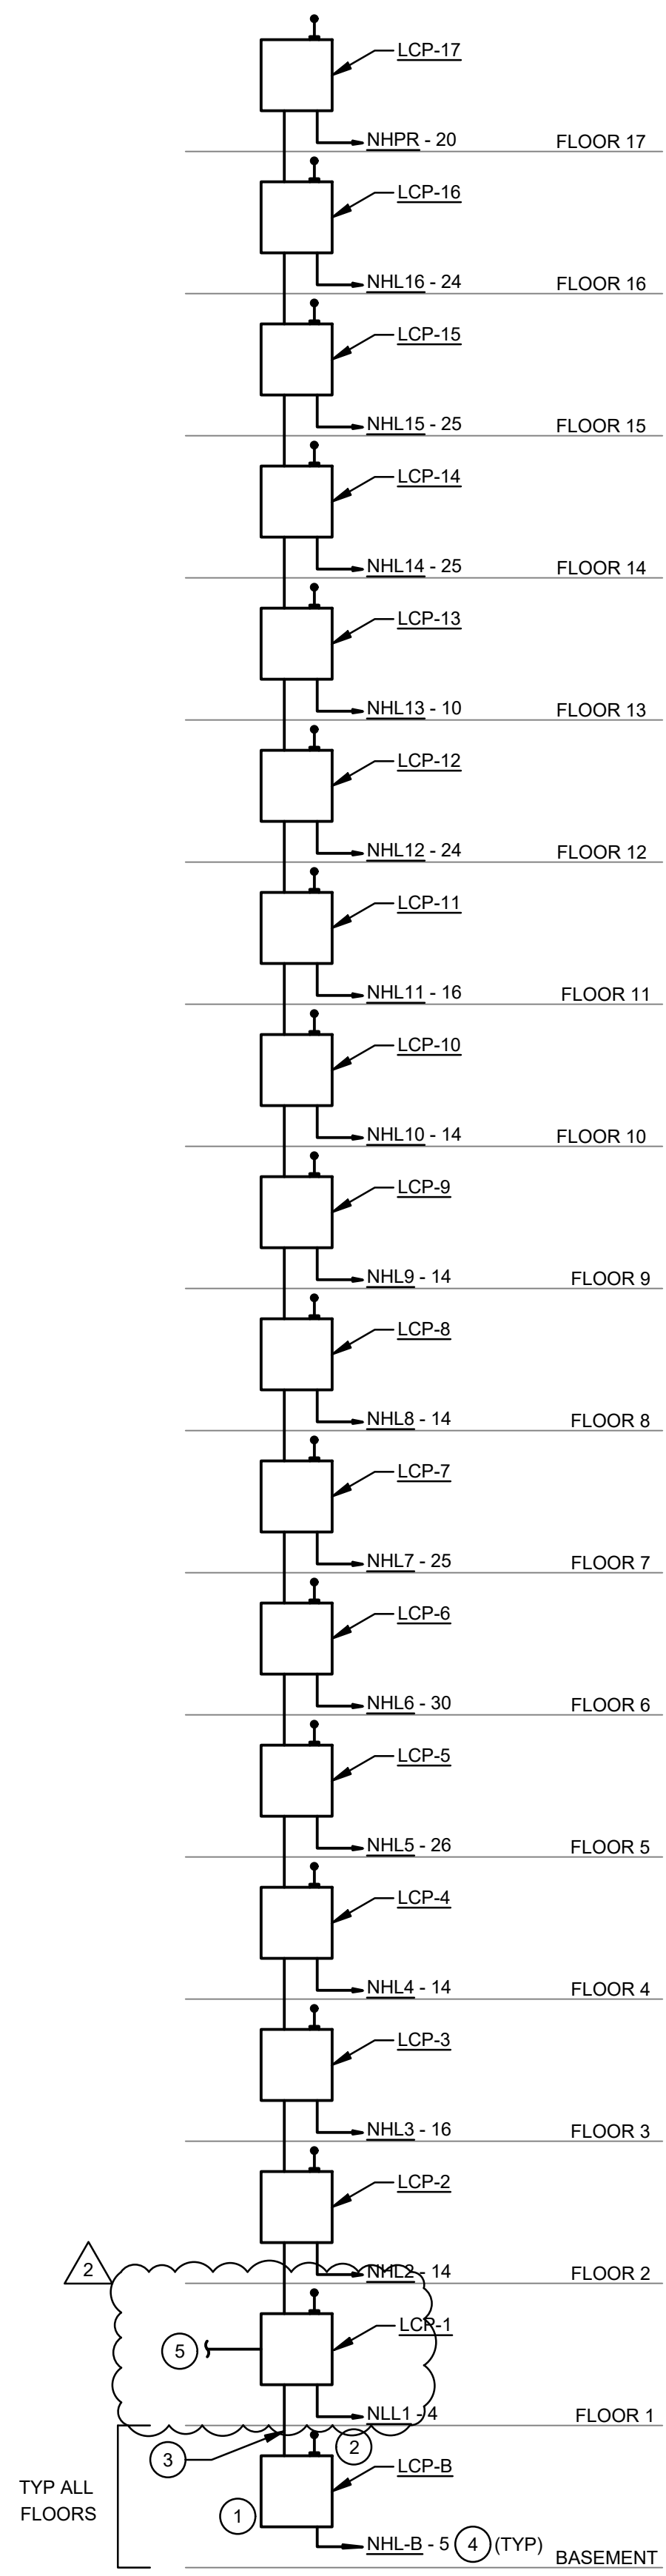 LCP-17
NHPR - 20 FLOOR 17
LCP-16
NHL16 - 24 FLOOR 16
LCP-15
NHL15 - 25 FLOOR 15
LCP-14
NHL14 - 25 FLOOR 14
LCP-13
NHL13 - 10 FLOOR 13
LCP-12
NHL12 - 24 FLOOR 12
LCP-11
NHL11 - 16 FLOOR 11
LCP-10
NHL10 - 14 FLOOR 10
LCP-9
NHL9 - 14 FLOOR 9
LCP-8
NHL8 - 14 FLOOR 8
LCP-7
NHL7 - 25 FLOOR 7
LCP-6
NHL6 - 30 FLOOR 6
LCP-5
NHL5 - 26 FLOOR 5
LCP-4
NHL4 - 14 FLOOR 4
LCP-3
NHL3 - 16 FLOOR 3
LCP-2
2
NHL2 - 14 FLOOR 2
LCP-1
5
NLL1 - 4 FLOOR 1
2
3
LCP-B
TYP ALL
FLOORS
1
NHL-B - 5 4 (TYP)
BASEMENT